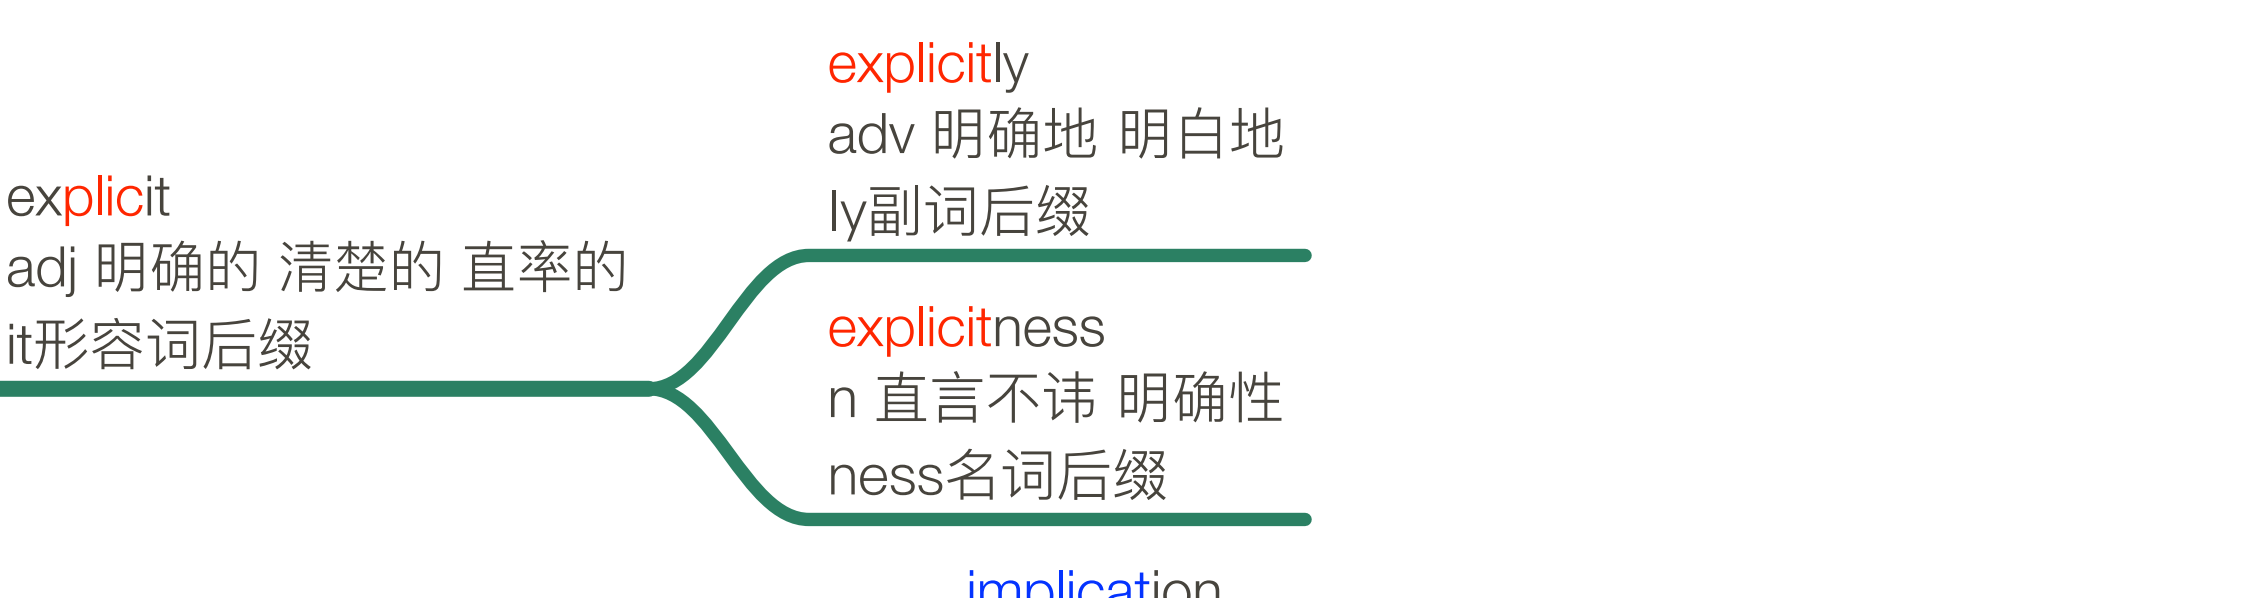 explicit
adj 明确的 清楚的 直率的
it形容词后缀
explicitly
adv 明确地 明白地
ly副词后缀
explicitness
n 直言不讳 明确性
ness名词后缀
implication